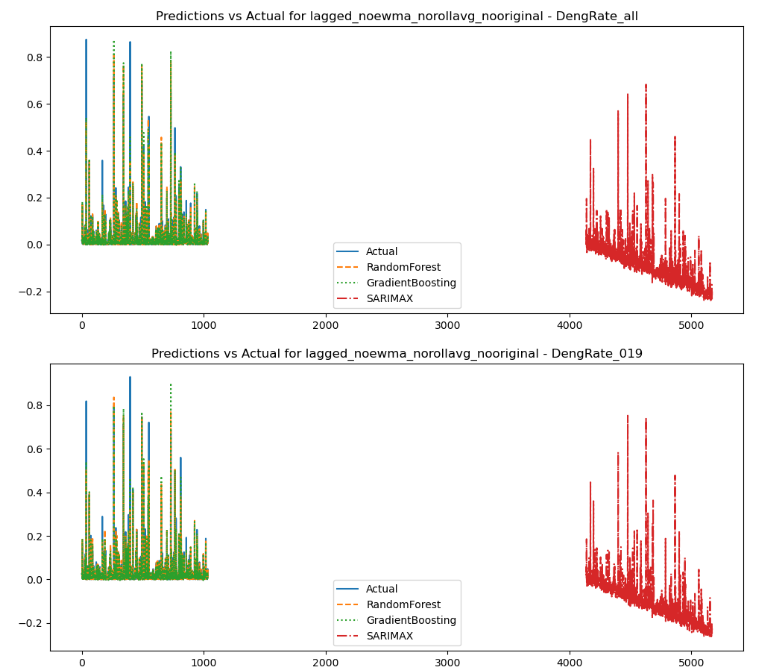 Predictions vs Actual for lagged_noewma_norollavg_nooriginal - DengRate_all
0.8
0.6
0.4
0.2
0.0
−0.2
Actual
RandomForest
GradientBoosting
SARIMAX
0 1000 2000 3000 4000 5000
Predictions vs Actual for lagged_noewma_norollavg_nooriginal - DengRate_019
0.8
0.6
0.4
0.2
0.0
−0.2
Actual
RandomForest
GradientBoosting
SARIMAX
0 1000 2000 3000 4000 5000